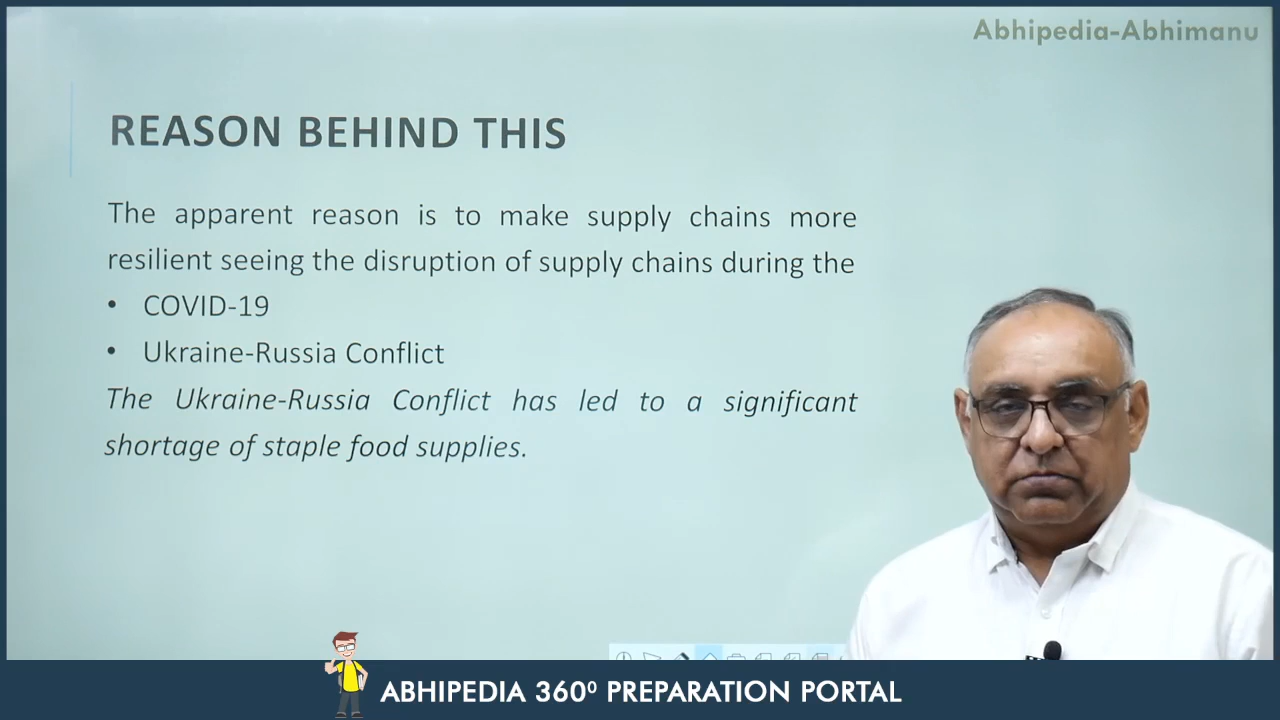 Abhipedia-Abhimanu
REASON BEHIND THIS
The apparent reason is to make supply chains more
resilient seeing the disruption of supply chains during the
• COVID-19
• Ukraine-Russia Conflict
The Ukraine-Russia Conflict has led to a significant
shortage of staple food supplies.
ABHIPEDIA 360⁰ PREPARATION PORTAL